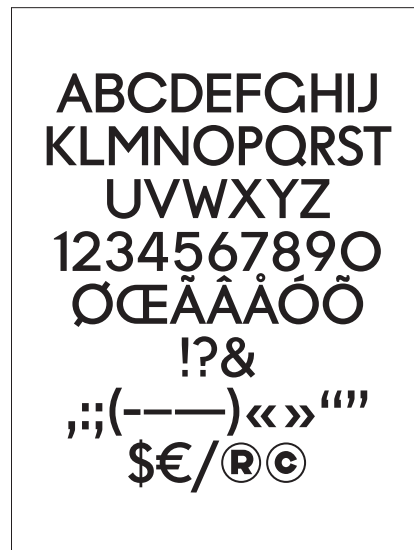 ABCDEFGHIJ
KLMNOPQRST
UVWXYZ
1234567890
ØŒÃÂÅÓÕ
!?&
,:;(-–—)«»“”
$€/®©